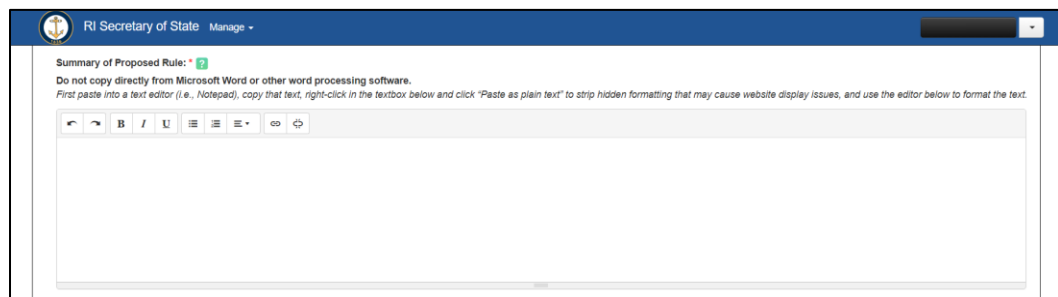 RI Secretary of State Manage
Summary of Proposed Rule: * ?
Do not copy directly from Microsoft Word or other word processing software.
First paste into a text editor (i.e., Notepad), copy that text, right-click in the textbox below and click "Paste as plain text" to strip hidden formatting that may cause website display issues, and use the editor below to format the text.
B I U